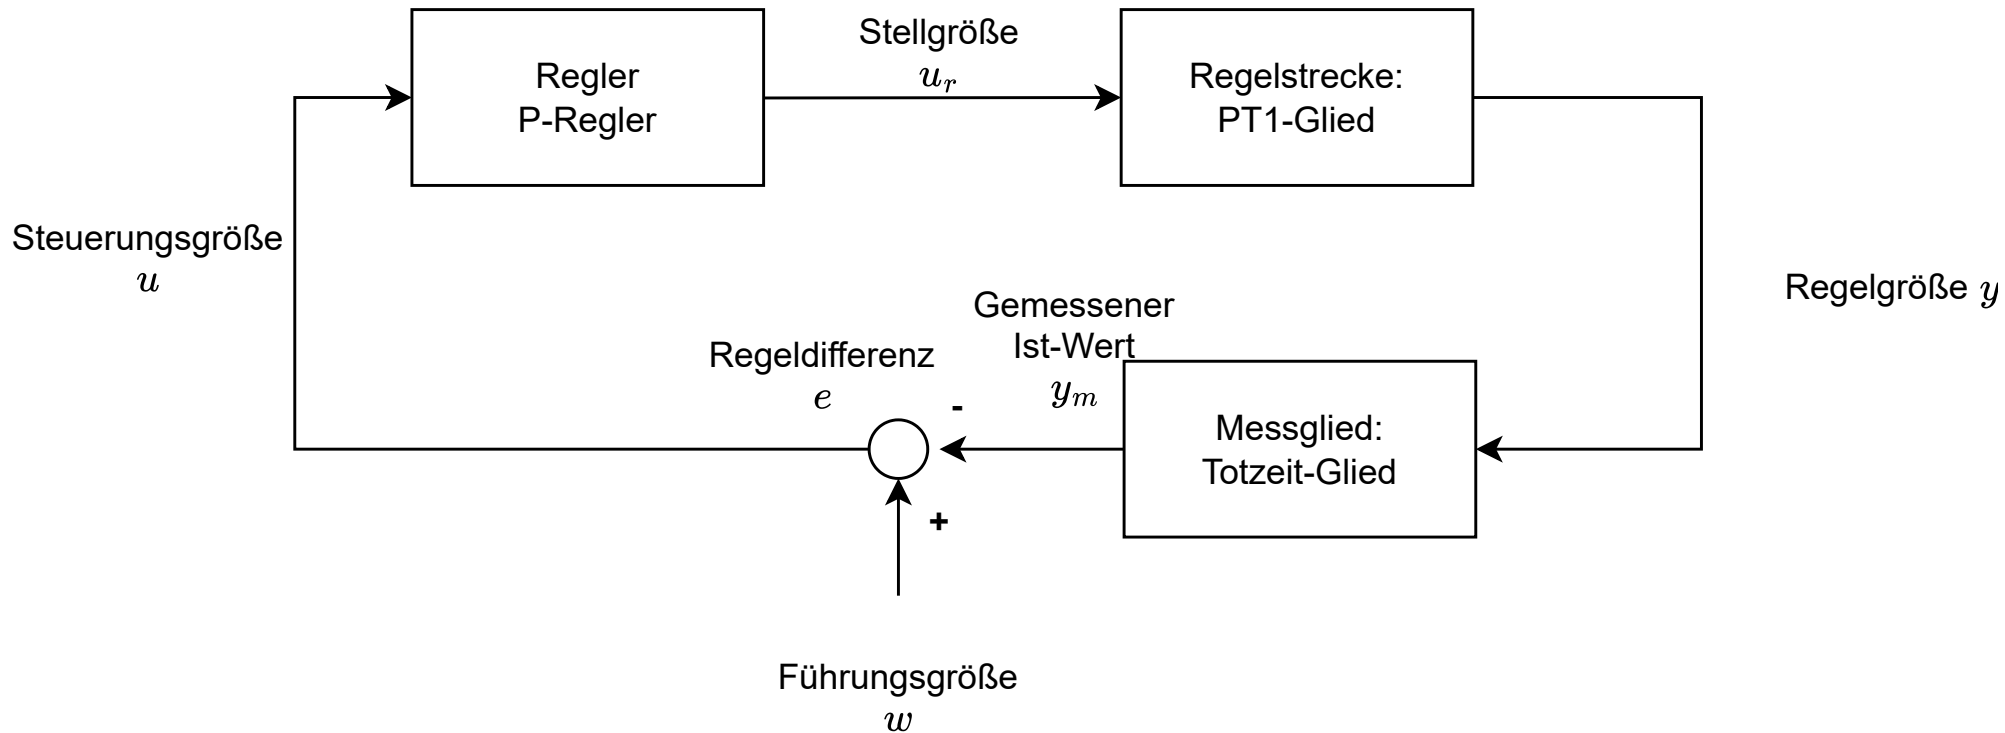 Regler
P-Regler
Stellgröße
u_r
Regelstrecke:
PT1-Glied
Steuerungsgröße
u
Regelgröße y
Gemessener
Ist-Wert
y_m
Regeldifferenz
e
-
Messglied:
Totzeit-Glied
+
Führungsgröße
w